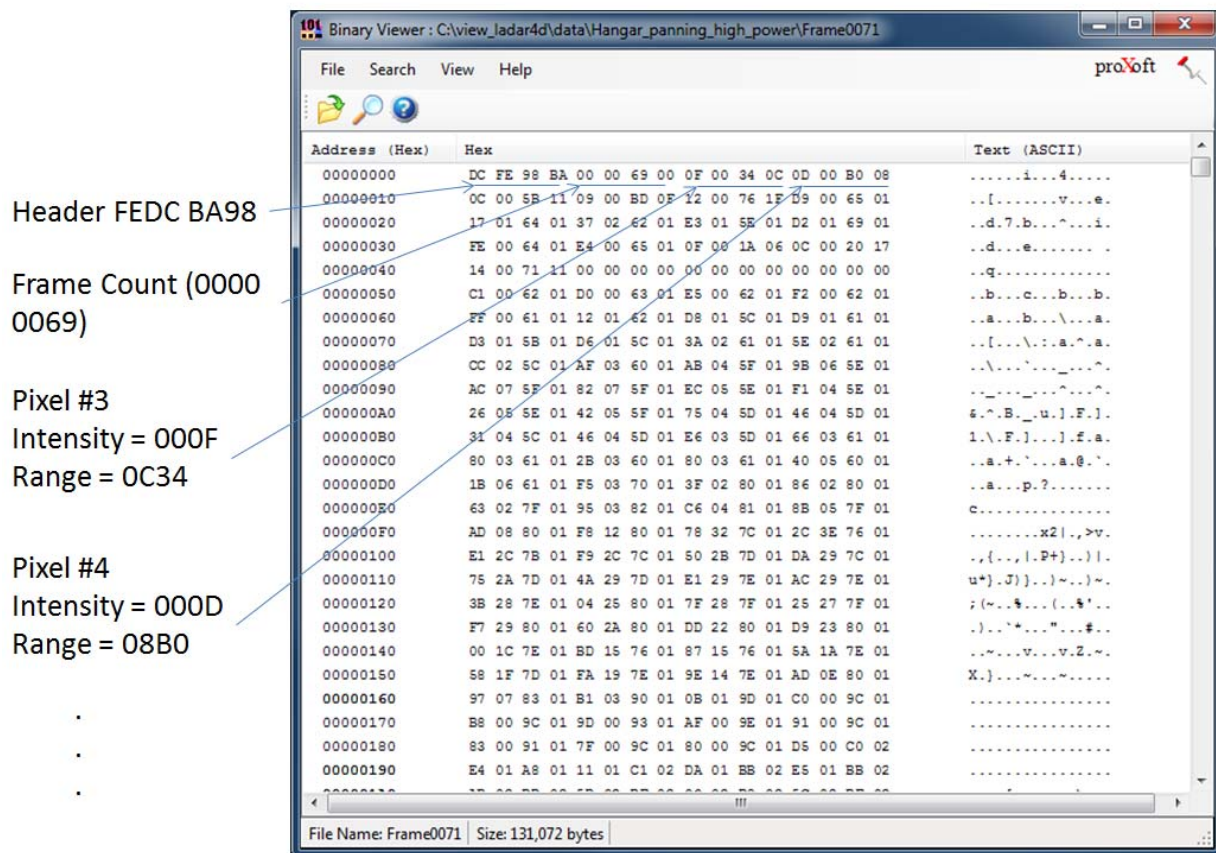 Binary Viewer : C:\view_ladar4d\data\Hangar_panning_high_power\Frame0071
File Search View Help
proXoft
Address (Hex) Hex Text (ASCII)
00000000 DC FE 98 BA 00 00 69 00 0F 00 34 0C 0D 00 B0 08 ......i...4.....
00000010 0C 00 5B 11 09 00 BD 0F 12 00 76 1F D9 00 65 01 ..[.......v...e.
00000020 17 01 64 01 37 02 62 01 E3 01 5E 01 D2 01 69 01 ..d.7.b...^...i.
00000030 FE 00 64 01 E4 00 65 01 0F 00 1A 06 0C 00 20 17 ..d...e....... .
00000040 14 00 71 11 00 00 00 00 00 00 00 00 00 00 00 00 ..q.............
00000050 C1 00 62 01 D0 00 63 01 E5 00 62 01 F2 00 62 01 ..b...c...b...b.
00000060 FF 00 61 01 12 01 62 01 D8 01 5C 01 D9 01 61 01 ..a...b...\...a.
00000070 D3 01 5B 01 D6 01 5C 01 3A 02 61 01 5E 02 61 01 ..[...\.:.a.^.a.
00000080 CC 02 5C 01 AF 03 60 01 AB 04 5F 01 9B 06 5E 01 ..\...`..._...^.
00000090 AC 07 5F 01 82 07 5F 01 EC 05 5E 01 F1 04 5E 01 .._..._...^...^.
000000A0 26 05 5E 01 42 05 5F 01 75 04 5D 01 46 04 5D 01 &.^.B._.u.].F.].
000000B0 31 04 5C 01 46 04 5D 01 E6 03 5D 01 66 03 61 01 1.\.F.]...].f.a.
000000C0 80 03 61 01 2B 03 60 01 80 03 61 01 40 05 60 01 ..a.+.`...a.@.`.
000000D0 1B 06 61 01 F5 03 70 01 3F 02 80 01 86 02 80 01 ..a...p.?.......
000000E0 63 02 7F 01 95 03 82 01 C6 04 81 01 8B 05 7F 01 c...............
000000F0 AD 08 80 01 F8 12 80 01 78 32 7C 01 2C 3E 76 01 ........x2|.,>v.
00000100 E1 2C 7B 01 F9 2C 7C 01 50 2B 7D 01 DA 29 7C 01 .,{..,|.P+}..)|.
00000110 75 2A 7D 01 4A 29 7D 01 E1 29 7E 01 AC 29 7E 01 u*}.J)}..)~..)~.
00000120 3B 28 7E 01 04 25 80 01 7F 28 7F 01 25 27 7F 01 ;(~..%...(..%'..
00000130 F7 29 80 01 60 2A 80 01 DD 22 80 01 D9 23 80 01 .)..`*..."...#..
00000140 00 1C 7E 01 BD 15 76 01 87 15 76 01 5A 1A 7E 01 ..~...v...v.Z.~.
00000150 58 1F 7D 01 FA 19 7E 01 9E 14 7E 01 AD 0E 80 01 X.}...~...~.....
00000160 97 07 83 01 B1 03 90 01 0B 01 9D 01 C0 00 9C 01 ................
00000170 B8 00 9C 01 9D 00 93 01 AF 00 9E 01 91 00 9C 01 ................
00000180 83 00 91 01 7F 00 9C 01 80 00 9C 01 D5 00 C0 02 ................
00000190 E4 01 A8 01 11 01 C1 02 DA 01 BB 02 E5 01 BB 02 ................
File Name: Frame0071 Size: 131,072 bytes
Header FEDC BA98
Frame Count (0000
0069)
Pixel #3
Intensity = 000F
Range = 0C34
Pixel #4
Intensity = 000D
Range = 08B0
.
.
.